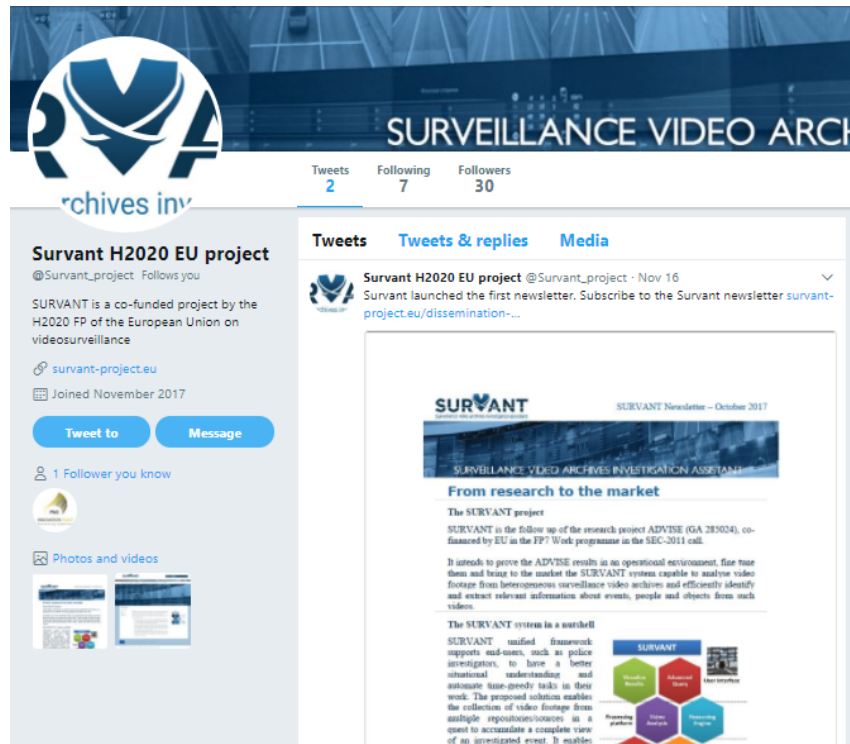 SURVEILLANCE VIDEO ARCH
R V A
rchives inv
Tweets Following Followers
2 7 30
Survant H2020 EU project
@Survant_project Follows you
SURVANT is a co-funded project by the
H2020 FP of the European Union on
videosurveillance
survant-project.eu
Joined November 2017
Tweet to Message
1 Follower you know
Photos and videos
Tweets Tweets & replies Media
Survant H2020 EU project @Survant_project · Nov 16
Survant launched the first newsletter. Subscribe to the Survant newsletter survant-
project.eu/dissemination-...
SURVANT SURVANT Newsletter – October 2017
SURVEILLANCE VIDEO ARCHIVES INVESTIGATION ASSISTANT
From research to the market
The SURVANT project
SURVANT is the follow up of the research project ADVISE (GA 285024), co-
financed by EU in the FP7 Work programme in the SEC-2011 call.
It intends to prove the ADVISE results in an operational environment, fine tune
them and bring to the market the SURVANT system capable to analyse video
footage from heterogeneous surveillance video archives and efficiently identify
and extract relevant information about events, people and objects from such
videos.
The SURVANT system in a nutshell
SURVANT unified framework
supports end-users, such as police
investigators, to have a better
situational understanding and
automate time-greedy tasks in their
work. The proposed solution enables
the collection of video footage from
multiple repositories/sources in a
quest to accumulate a complete view
of an investigated event. It enables
SURVANT
Visualize
Results
Advanced
Query
User interface
Processing
platform
Video
Analysis
Reasoning
Engine